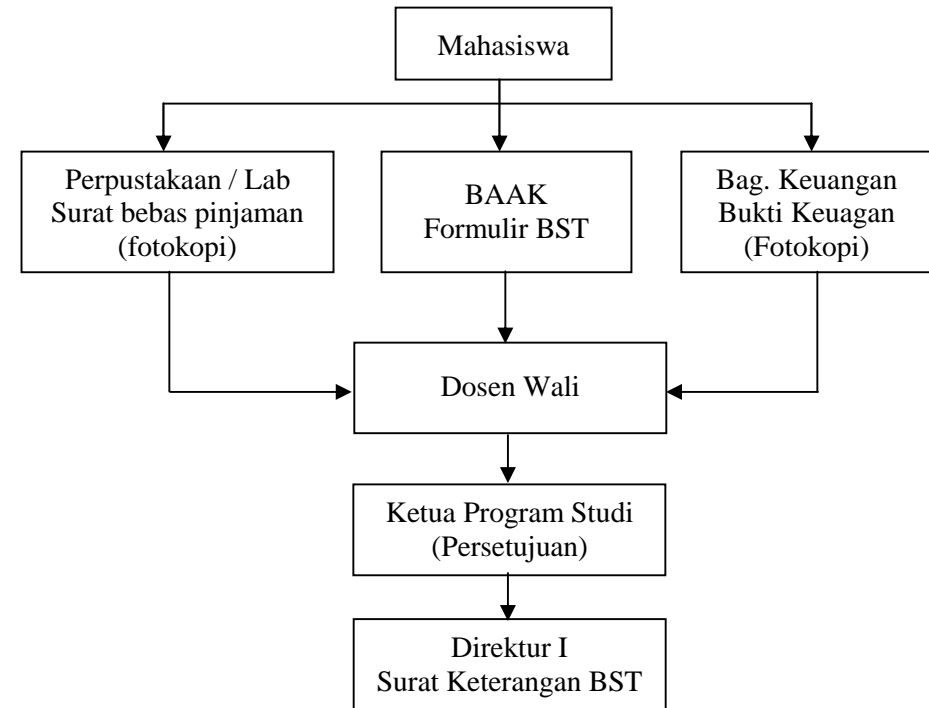 Mahasiswa
Perpustakaan / Lab
Surat bebas pinjaman
(fotokopi)
BAAK
Formulir BST
Bag. Keuangan
Bukti Keuagan
(Fotokopi)
Dosen Wali
Ketua Program Studi
(Persetujuan)
Direktur I
Surat Keterangan BST